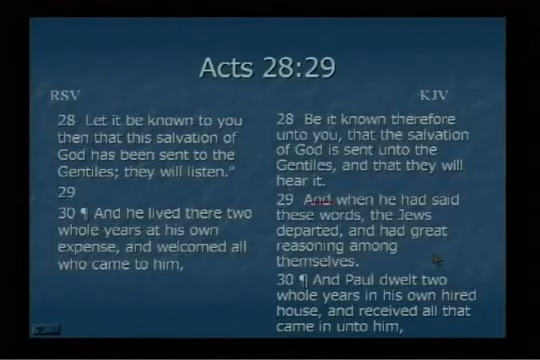 Acts 28:29
RSV
28 Let it be known to you
then that this salvation of
God has been sent to the
Gentiles; they will listen."
29
30 ¶ And he lived there two
whole years at his own
expense, and welcomed all
who came to him,
KJV
28 Be it known therefore
unto you, that the salvation
of God is sent unto the
Gentiles, and that they will
hear it.
29 And when he had said
these words, the Jews
departed, and had great
reasoning among
themselves.
30 ¶ And Paul dwelt two
whole years in his own hired
house, and received all that
came in unto him,